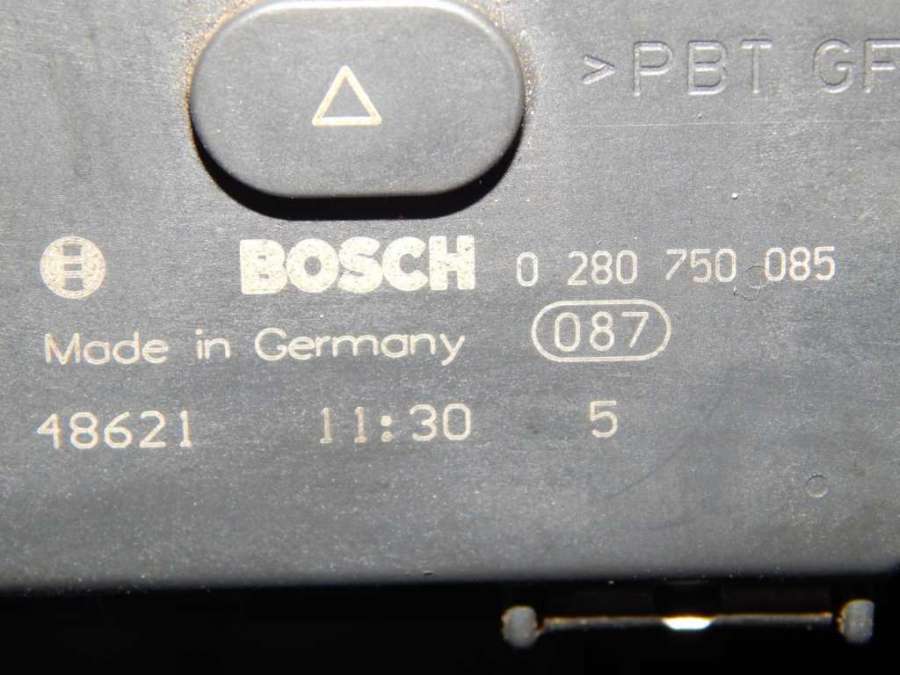 >PBT GF
BOSCH 0 280 750 085
Made in Germany 087
48621 11:30 5